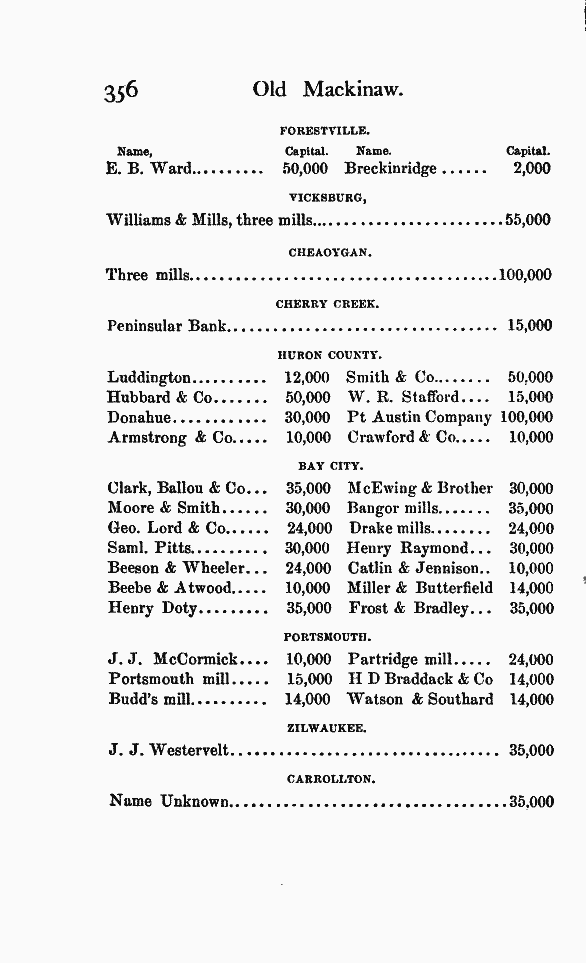 356 Old Mackinaw.
FORESTVILLE.
Name, Capital. Name. Capital.
E. B. Ward.......... 50,000 Breckinridge ...... 2,000
VICKSBURG,
Williams & Mills, three mills.........................55,000
CHEAOYGAN.
Three mills........................................100,000
CHERRY CREEK.
Peninsular Bank.................................. 15,000
HURON COUNTY.
Luddington.......... 12,000 Smith & Co........ 50,000
Hubbard & Co....... 50,000 W. R. Stafford.... 15,000
Donahue............ 30,000 Pt Austin Company 100,000
Armstrong & Co..... 10,000 Crawford & Co..... 10,000
BAY CITY.
Clark, Ballou & Co... 35,000 McEwing & Brother 30,000
Moore & Smith...... 30,000 Bangor mills....... 35,000
Geo. Lord & Co...... 24,000 Drake mills........ 24,000
Saml. Pitts.......... 30,000 Henry Raymond... 30,000
Beeson & Wheeler... 24,000 Catlin & Jennison.. 10,000
Beebe & Atwood..... 10,000 Miller & Butterfield 14,000
Henry Doty......... 35,000 Frost & Bradley... 35,000
PORTSMOUTH.
J. J. McCormick.... 10,000 Partridge mill..... 24,000
Portsmouth mill..... 15,000 H D Braddack & Co 14,000
Budd's mill.......... 14,000 Watson & Southard 14,000
ZILWAUKEE.
J. J. Westervelt.................................. 35,000
CARROLLTON.
Name Unknown....................................35,000